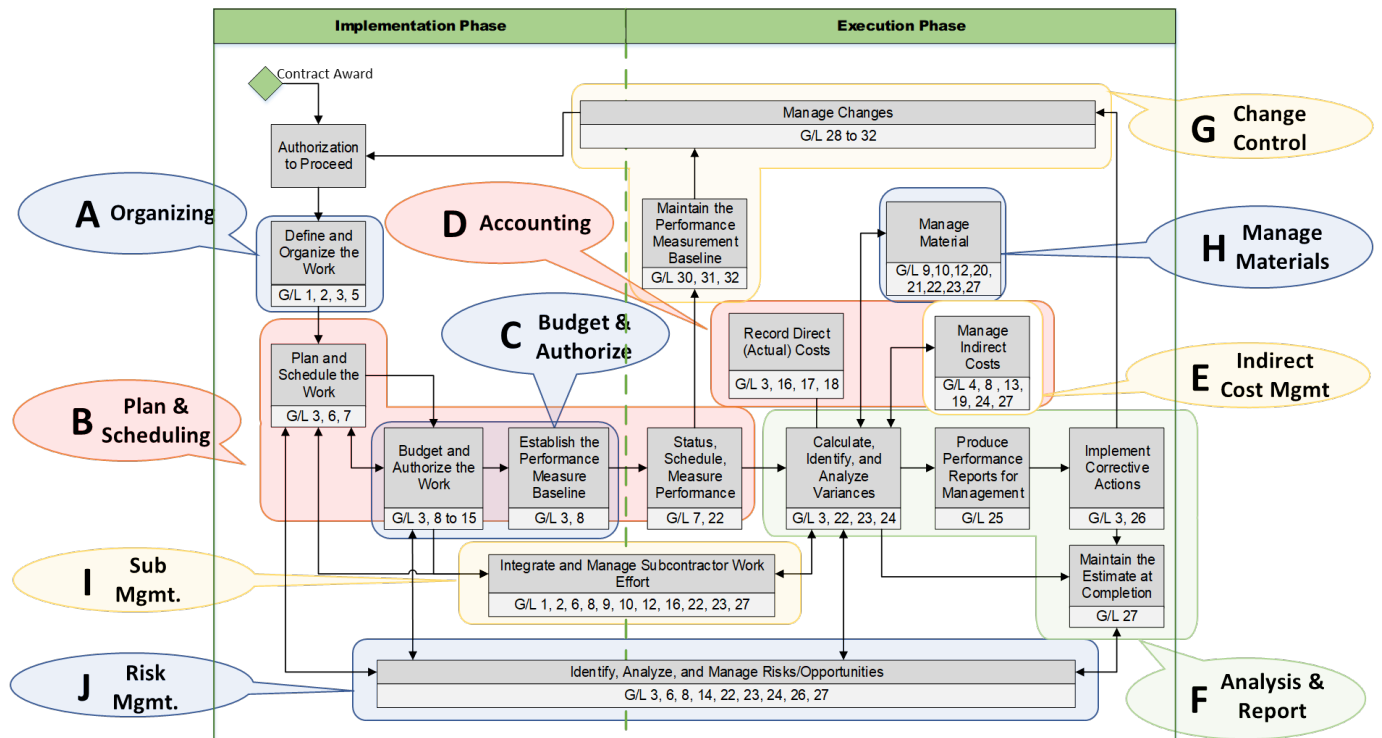 Implementation Phase
Execution Phase
Contract Award
Authorization
to Proceed
Manage Changes
G/L 28 to 32
G Change
Control
A Organizing
Define and
Organize the
Work
G/L 1, 2, 3, 5
D Accounting
Maintain the
Performance
Measurement
Baseline
G/L 30, 31, 32
Manage
Material
G/L 9,10,12,20,
21,22,23,27
H Manage
Materials
C Budget &
Authorize
Record Direct
(Actual) Costs
G/L 3, 16, 17, 18
Manage
Indirect
Costs
G/L 4, 8 , 13,
19, 24, 27
E Indirect
Cost Mgmt
B Plan &
Scheduling
Plan and
Schedule the
Work
G/L 3, 6, 7
Budget and
Authorize the
Work
G/L 3, 8 to 15
Establish the
Performance
Measure
Baseline
G/L 3, 8
Status,
Schedule,
Measure
Performance
G/L 7, 22
Calculate,
Identify, and
Analyze
Variances
G/L 3, 22, 23, 24
Produce
Performance
Reports for
Management
G/L 25
Implement
Corrective
Actions
G/L 3, 26
I Sub
Mgmt.
Integrate and Manage Subcontractor Work
Effort
G/L 1, 2, 6, 8, 9, 10, 12, 16, 22, 23, 27
Maintain the
Estimate at
Completion
G/L 27
J Risk
Mgmt.
Identify, Analyze, and Manage Risks/Opportunities
G/L 3, 6, 8, 14, 22, 23, 24, 26, 27
F Analysis &
Report